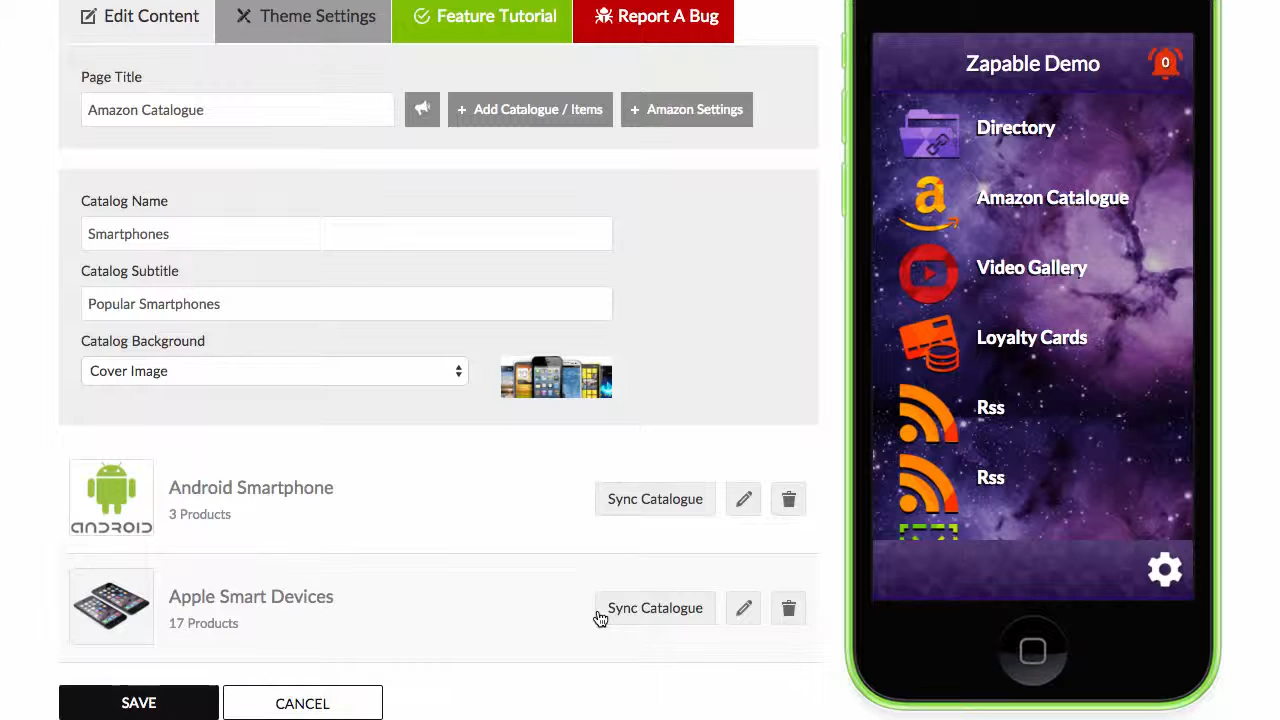 Edit Content
Theme Settings
Feature Tutorial
Report A Bug
Page Title
Amazon Catalogue
+ Add Catalogue / Items
+ Amazon Settings
Catalog Name
Smartphones
Catalog Subtitle
Popular Smartphones
Catalog Background
Cover Image
ANDROID
Android Smartphone
3 Products
Sync Catalogue
Apple Smart Devices
17 Products
Sync Catalogue
SAVE
CANCEL
Zapable Demo
0
Directory
a
Amazon Catalogue
Video Gallery
Loyalty Cards
Rss
Rss